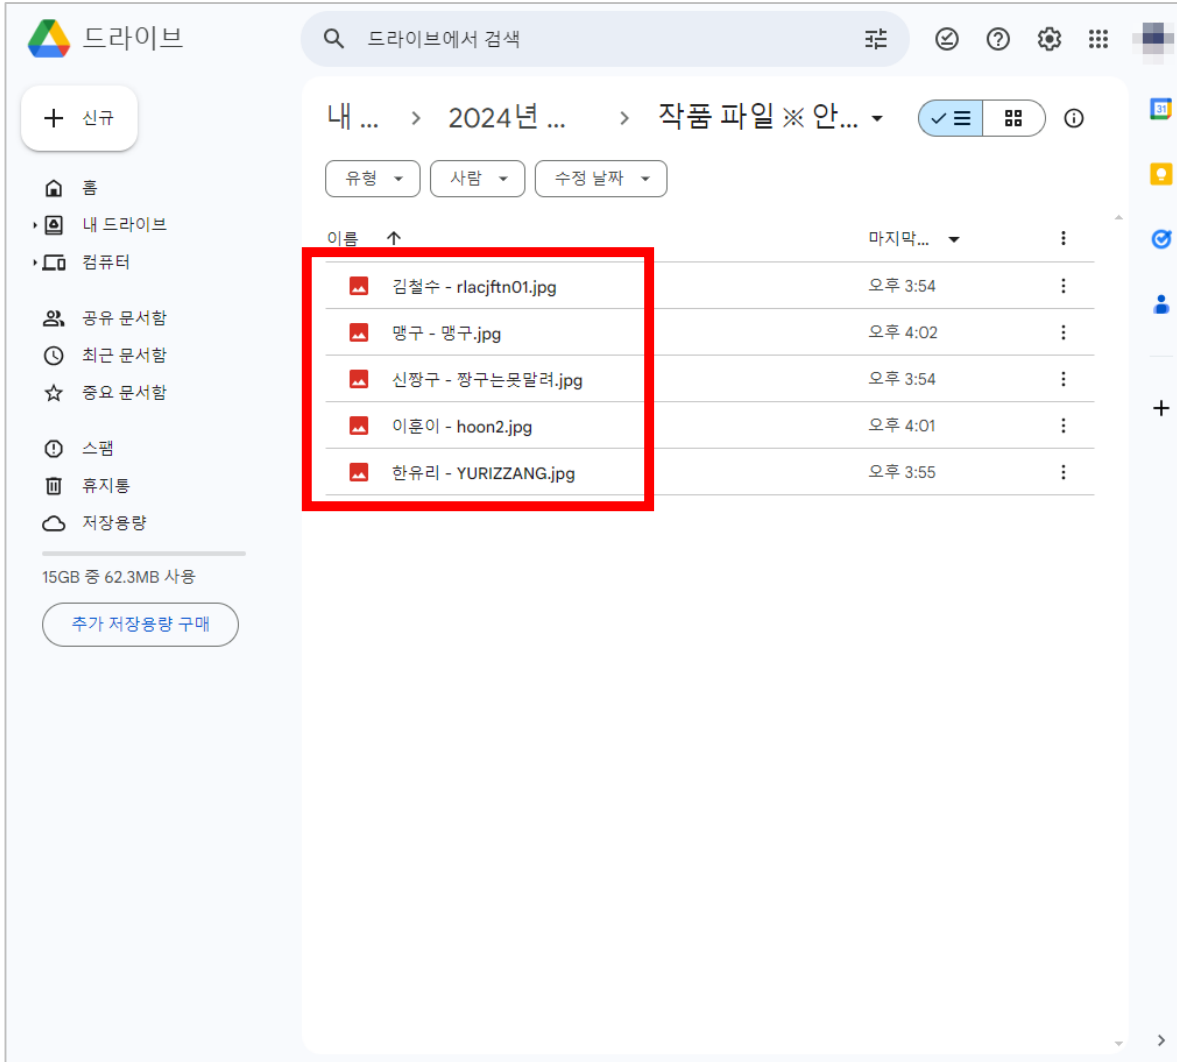 드라이브
드라이브에서 검색
신규
내 ... > 2024년 ... > 작품 파일 ※ 안...
31
유형
사람
수정 날짜
홈
내 드라이브
컴퓨터
공유 문서함
최근 문서함
중요 문서함
스팸
휴지통
저장용량
15GB 중 62.3MB 사용
추가 저장용량 구매
이름 마지막...
김철수 - rlacjftn01.jpg 오후 3:54
맹구 - 맹구.jpg 오후 4:02
신짱구 - 짱구는못말려.jpg 오후 3:54
이훈이 - hoon2.jpg 오후 4:01
한유리 - YURIZZANG.jpg 오후 3:55